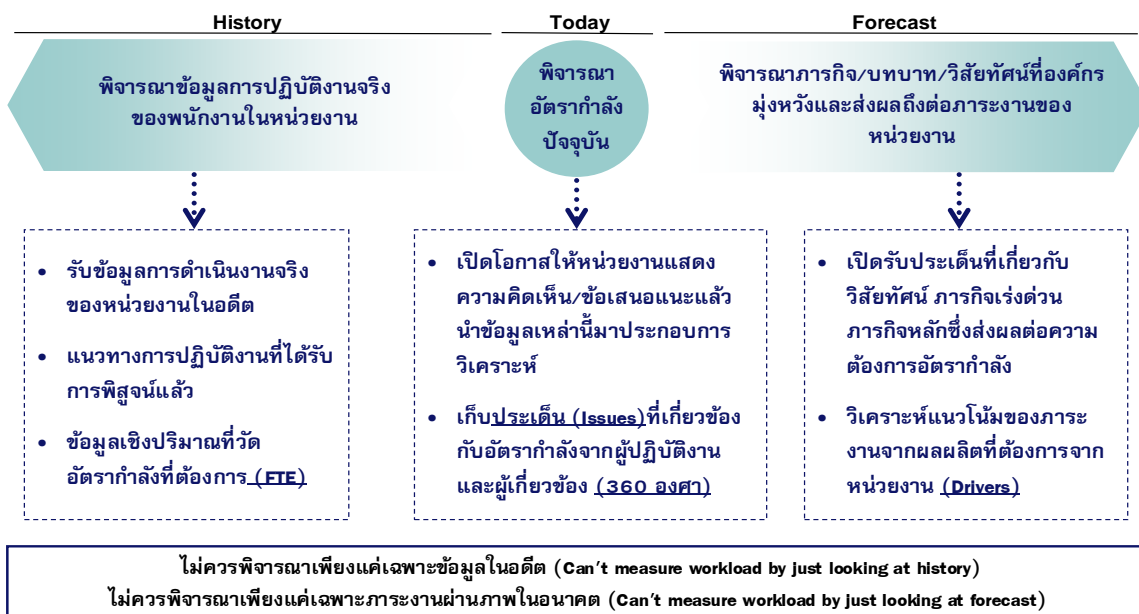 History
Today
Forecast
พิจารณาข้อมูลการปฏิบัติงานจริง
ของพนักงานในหน่วยงาน
พิจารณา
อัตรากำลัง
ปัจจุบัน
พิจารณาภารกิจ/บทบาท/วิสัยทัศน์ที่องค์กร
มุ่งหวังและส่งผลถึงต่อภาระงานของ
หน่วยงาน
• รับข้อมูลการดำเนินงานจริง
ของหน่วยงานในอดีต
• แนวทางการปฏิบัติงานที่ได้รับ
การพิสูจน์แล้ว
• ข้อมูลเชิงปริมาณที่วัด
อัตรากำลังที่ต้องการ (FTE)
• เปิดโอกาสให้หน่วยงานแสดง
ความคิดเห็น/ข้อเสนอแนะแล้ว
นำข้อมูลเหล่านี้มาประกอบการ
วิเคราะห์
• เก็บประเด็น (Issues)ที่เกี่ยวข้อง
กับอัตรากำลังจากผู้ปฏิบัติงาน
และผู้เกี่ยวข้อง (360 องศา)
• เปิดรับประเด็นที่เกี่ยวกับ
วิสัยทัศน์ ภารกิจเร่งด่วน
ภารกิจหลักซึ่งส่งผลต่อความ
ต้องการอัตรากำลัง
• วิเคราะห์แนวโน้มของภาระ
งานจากผลผลิตที่ต้องการจาก
หน่วยงาน (Drivers)
ไม่ควรพิจารณาเพียงแค่เฉพาะข้อมูลในอดีต (Can't measure workload by just looking at history)
ไม่ควรพิจารณาเพียงแค่เฉพาะภาระงานผ่านภาพในอนาคต (Can't measure workload by just looking at forecast)